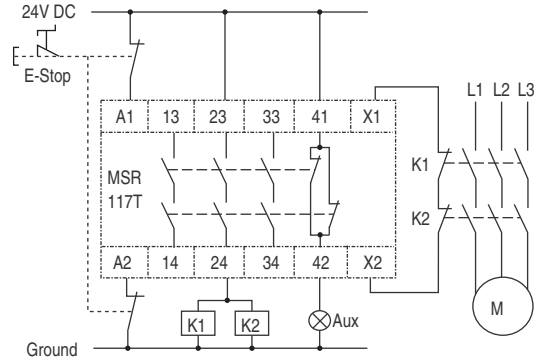 24V DC
E-Stop
L1 L2 L3
A1 13 23 33 41 X1
K1
MSR
117T
K2
A2 14 24 34 42 X2
K1 K2 Aux
M
Ground